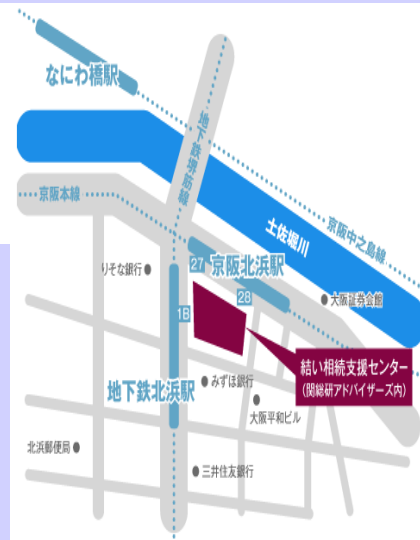 なにわ橋駅
地下鉄堺筋線
京阪本線
土佐堀川
京阪中之島線
りそな銀行
27
京阪北浜駅
28
大阪証券会館
1B
結い相続支援センター
(関総研アドバイザーズ内)
みずほ銀行
地下鉄北浜駅
大阪平和ビル
北浜郵便局
三井住友銀行